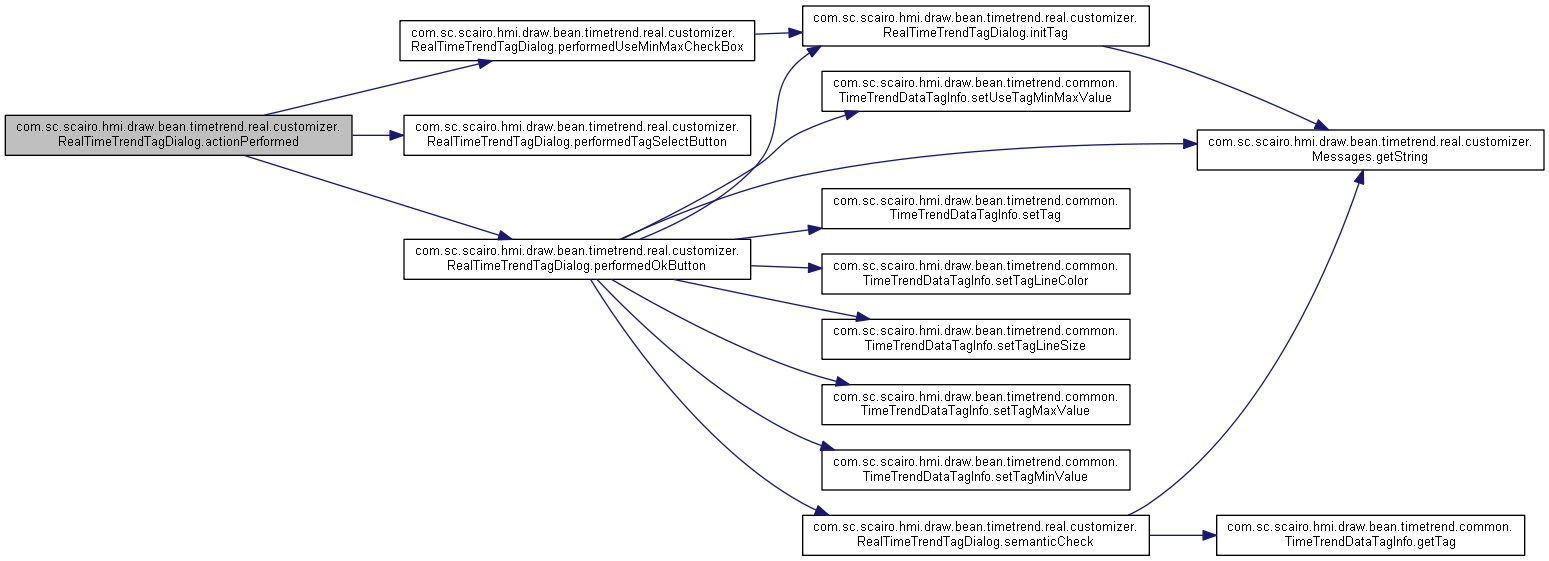 com.sc.scairo.hmi.draw.bean.timetrend.real.customizer.
RealTimeTrendTagDialog.actionPerformed
com.sc.scairo.hmi.draw.bean.timetrend.real.customizer.
RealTimeTrendTagDialog.performedUseMinMaxCheckBox
com.sc.scairo.hmi.draw.bean.timetrend.real.customizer.
RealTimeTrendTagDialog.performedTagSelectButton
com.sc.scairo.hmi.draw.bean.timetrend.real.customizer.
RealTimeTrendTagDialog.performedOkButton
com.sc.scairo.hmi.draw.bean.timetrend.real.customizer.
RealTimeTrendTagDialog.initTag
com.sc.scairo.hmi.draw.bean.timetrend.common.
TimeTrendDataTagInfo.setUseTagMinMaxValue
com.sc.scairo.hmi.draw.bean.timetrend.common.
TimeTrendDataTagInfo.setTag
com.sc.scairo.hmi.draw.bean.timetrend.common.
TimeTrendDataTagInfo.setTagLineColor
com.sc.scairo.hmi.draw.bean.timetrend.common.
TimeTrendDataTagInfo.setTagLineSize
com.sc.scairo.hmi.draw.bean.timetrend.common.
TimeTrendDataTagInfo.setTagMaxValue
com.sc.scairo.hmi.draw.bean.timetrend.common.
TimeTrendDataTagInfo.setTagMinValue
com.sc.scairo.hmi.draw.bean.timetrend.real.customizer.
RealTimeTrendTagDialog.semanticCheck
com.sc.scairo.hmi.draw.bean.timetrend.real.customizer.
Messages.getString
com.sc.scairo.hmi.draw.bean.timetrend.common.
TimeTrendDataTagInfo.getTag